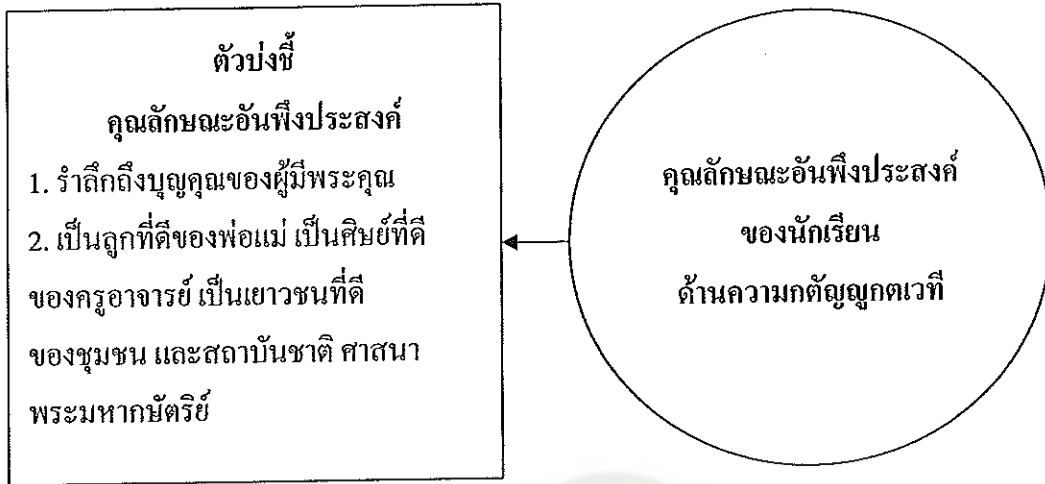 ตัวบ่งชี้
คุณลักษณะอันพึงประสงค์
1. รำลึกถึงบุญคุณของผู้มีพระคุณ
2. เป็นลูกที่ดีของพ่อแม่ เป็นศิษย์ที่ดี
ของครูอาจารย์ เป็นเยาวชนที่ดี
ของชุมชน และสถาบันชาติ ศาสนา
พระมหากษัตริย์
คุณลักษณะอันพึงประสงค์
ของนักเรียน
ด้านความกตัญญูกตเวที